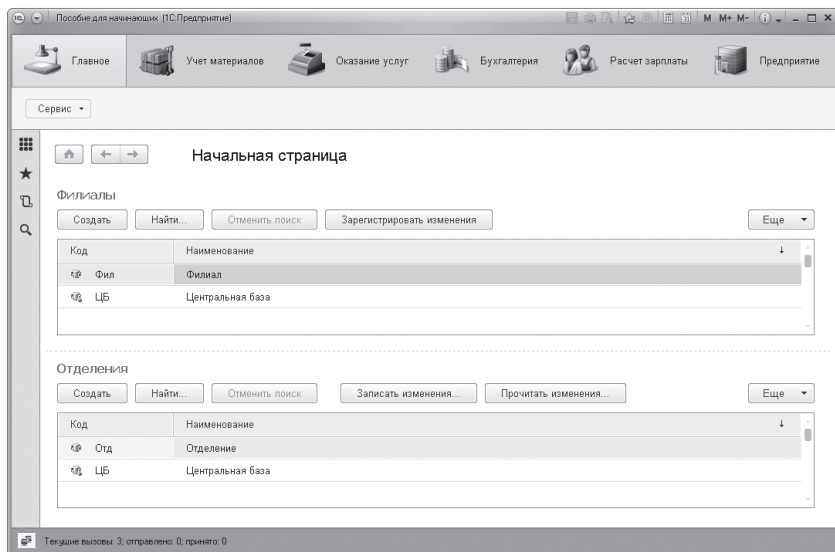 1С Пособие для начинающих (1С:Предприятие) M M+ M-
Главное Учет материалов Оказание услуг Бухгалтерия Расчет зарплаты Предприятие
Сервис
Начальная страница
Филиалы
Создать Найти... Отменить поиск Зарегистрировать изменения Еще
Код Наименование
Фил Филиал
ЦБ Центральная база
Отделения
Создать Найти... Отменить поиск Записать изменения... Прочитать изменения... Еще
Код Наименование
Отд Отделение
ЦБ Центральная база
Текущие вызовы: 3; отправлено: 0; принято: 0